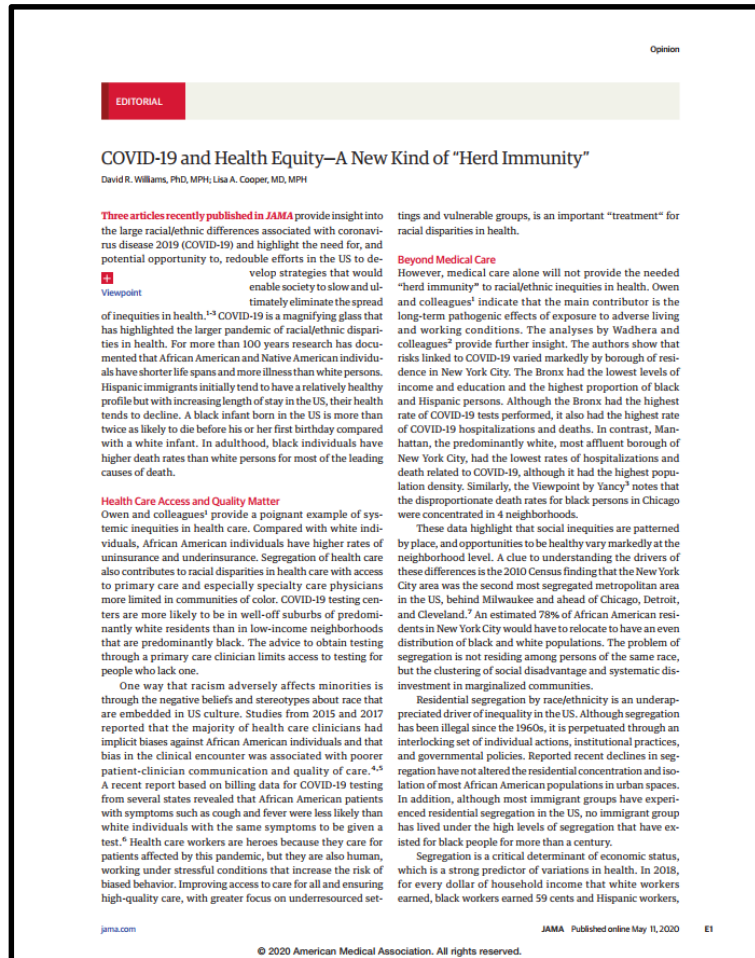 Opinion
EDITORIAL
COVID-19 and Health Equity—A New Kind of “Herd Immunity”
David R. Williams, PhD, MPH; Lisa A. Cooper, MD, MPH
Three articles recently published in JAMA provide insight into
the large racial/ethnic differences associated with coronavi-
rus disease 2019 (COVID-19) and highlight the need for, and
potential opportunity to, redouble efforts in the US to de-
velop strategies that would
enable society to slow and ul-
timately eliminate the spread
Viewpoint
of inequities in health.1-3 COVID-19 is a magnifying glass that
has highlighted the larger pandemic of racial/ethnic dispari-
ties in health. For more than 100 years research has docu-
mented that African American and Native American individu-
als have shorter life spans and more illness than white persons.
Hispanic immigrants initially tend to have a relatively healthy
profile but with increasing length of stay in the US, their health
tends to decline. A black infant born in the US is more than
twice as likely to die before his or her first birthday compared
with a white infant. In adulthood, black individuals have
higher death rates than white persons for most of the leading
causes of death.
Health Care Access and Quality Matter
Owen and colleagues1 provide a poignant example of sys-
temic inequities in health care. Compared with white indi-
viduals, African American individuals have higher rates of
uninsurance and underinsurance. Segregation of health care
also contributes to racial disparities in health care with access
to primary care and especially specialty care physicians
more limited in communities of color. COVID-19 testing cen-
ters are more likely to be in well-off suburbs of predomi-
nantly white residents than in low-income neighborhoods
that are predominantly black. The advice to obtain testing
through a primary care clinician limits access to testing for
people who lack one.
One way that racism adversely affects minorities is
through the negative beliefs and stereotypes about race that
are embedded in US culture. Studies from 2015 and 2017
reported that the majority of health care clinicians had
implicit biases against African American individuals and that
bias in the clinical encounter was associated with poorer
patient-clinician communication and quality of care.4,5
A recent report based on billing data for COVID-19 testing
from several states revealed that African American patients
with symptoms such as cough and fever were less likely than
white individuals with the same symptoms to be given a
test.6 Health care workers are heroes because they care for
patients affected by this pandemic, but they are also human,
working under stressful conditions that increase the risk of
biased behavior. Improving access to care for all and ensuring
high-quality care, with greater focus on underresourced set-
tings and vulnerable groups, is an important “treatment“ for
racial disparities in health.
Beyond Medical Care
However, medical care alone will not provide the needed
“herd immunity” to racial/ethnic inequities in health. Owen
and colleagues1 indicate that the main contributor is the
long-term pathogenic effects of exposure to adverse living
and working conditions. The analyses by Wadhera and
colleagues2 provide further insight. The authors show that
risks linked to COVID-19 varied markedly by borough of resi-
dence in New York City. The Bronx had the lowest levels of
income and education and the highest proportion of black
and Hispanic persons. Although the Bronx had the highest
rate of COVID-19 tests performed, it also had the highest rate
of COVID-19 hospitalizations and deaths. In contrast, Man-
hattan, the predominantly white, most affluent borough of
New York City, had the lowest rates of hospitalizations and
death related to COVID-19, although it had the highest popu-
lation density. Similarly, the Viewpoint by Yancy3 notes that
the disproportionate death rates for black persons in Chicago
were concentrated in 4 neighborhoods.
These data highlight that social inequities are patterned
by place, and opportunities to be healthy vary markedly at the
neighborhood level. A clue to understanding the drivers of
these differences is the 2010 Census finding that the New York
City area was the second most segregated metropolitan area
in the US, behind Milwaukee and ahead of Chicago, Detroit,
and Cleveland.7 An estimated 78% of African American resi-
dents in New York City would have to relocate to have an even
distribution of black and white populations. The problem of
segregation is not residing among persons of the same race,
but the clustering of social disadvantage and systematic dis-
investment in marginalized communities.
Residential segregation by race/ethnicity is an underap-
preciated driver of inequality in the US. Although segregation
has been illegal since the 1960s, it is perpetuated through an
interlocking set of individual actions, institutional practices,
and governmental policies. Reported recent declines in seg-
regation have not altered the residential concentration and iso-
lation of most African American populations in urban spaces.
In addition, although most immigrant groups have experi-
enced residential segregation in the US, no immigrant group
has lived under the high levels of segregation that have ex-
isted for black people for more than a century.
Segregation is a critical determinant of economic status,
which is a strong predictor of variations in health. In 2018,
for every dollar of household income that white workers
earned, black workers earned 59 cents and Hispanic workers,
jama.com
JAMA Published online May 11, 2020 E1
© 2020 American Medical Association. All rights reserved.